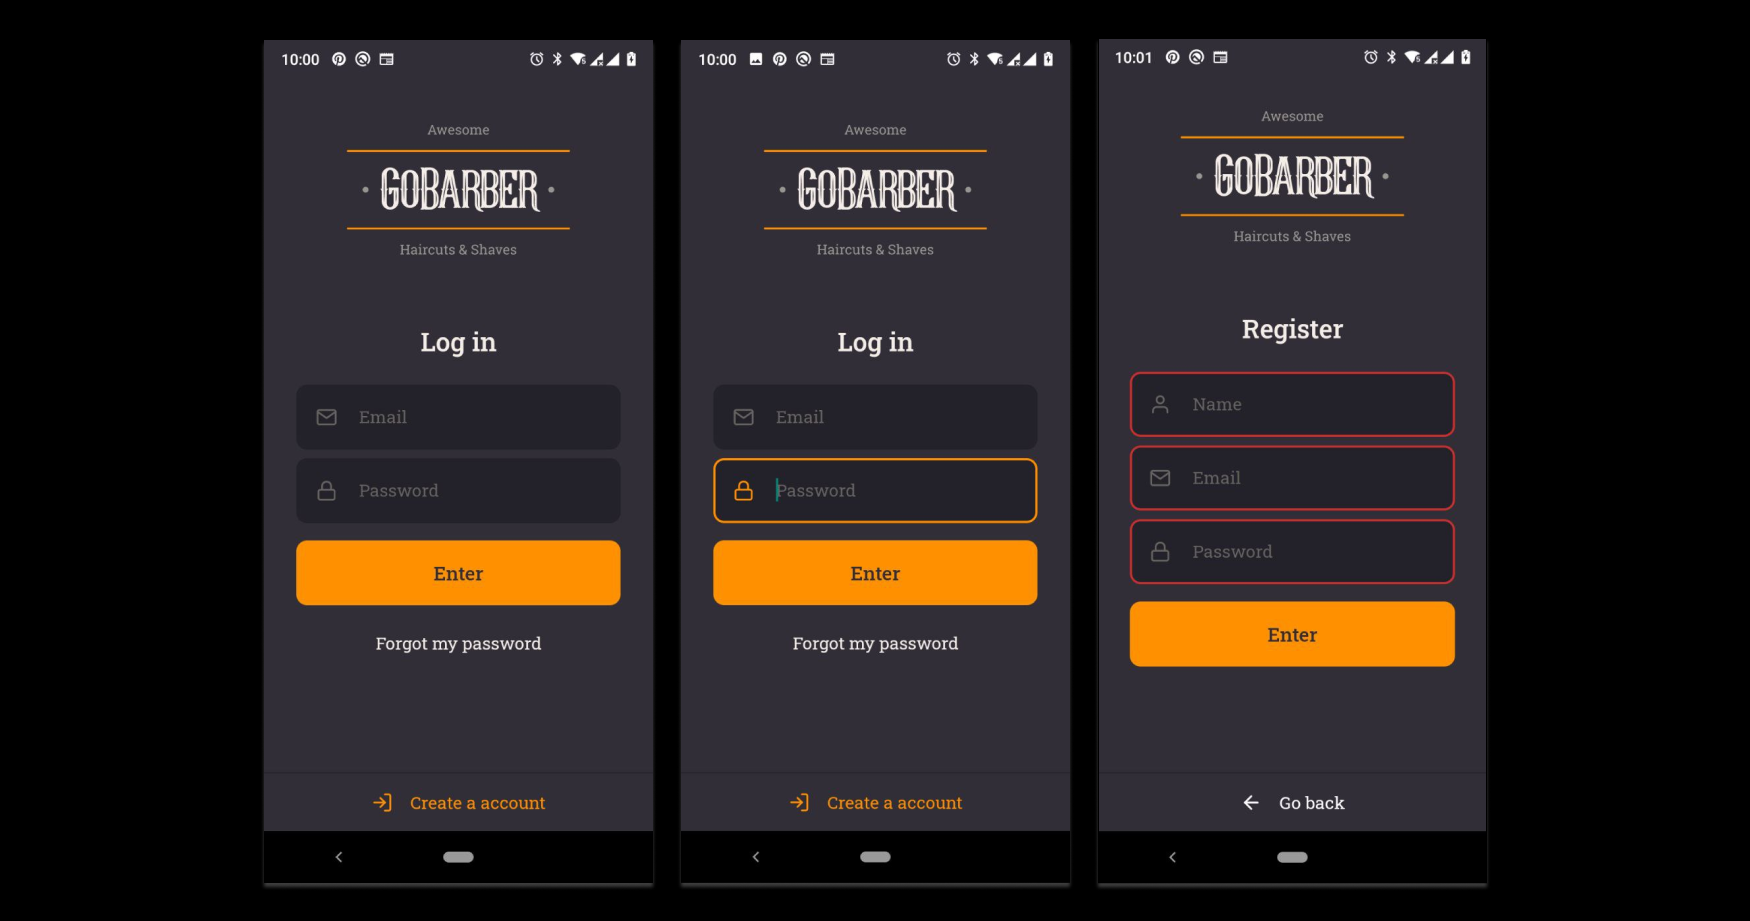 10:00
Awesome
GOBARBER
Haircuts & Shaves
Log in
Email
Password
Enter
Forgot my password
Create a account
10:00
Awesome
GOBARBER
Haircuts & Shaves
Log in
Email
Password
Enter
Forgot my password
Create a account
10:01
Awesome
GOBARBER
Haircuts & Shaves
Register
Name
Email
Password
Enter
Go back